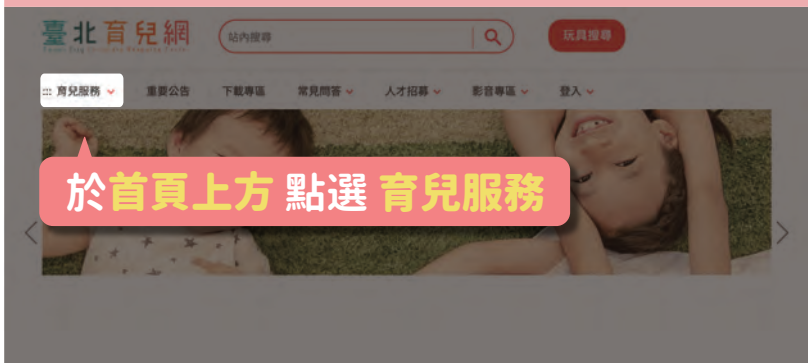 臺北育兒網
站內搜尋
玩具搜尋
::: 育兒服務
重要公告
下載專區
常見問答
人才招募
影音專區
登入
於首頁上方 點選 育兒服務